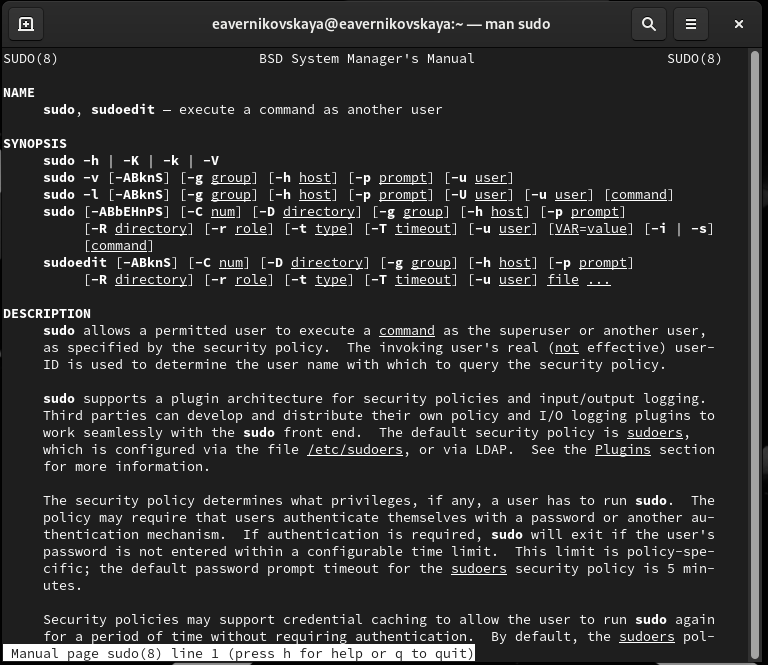 eavernikovskaya@eavernikovskaya:~ — man sudo
SUDO(8) BSD System Manager's Manual SUDO(8)
NAME
sudo, sudoedit — execute a command as another user
SYNOPSIS
sudo -h | -K | -k | -V
sudo -v [-ABknS] [-g group] [-h host] [-p prompt] [-u user]
sudo -l [-ABknS] [-g group] [-h host] [-p prompt] [-U user] [-u user] [command]
sudo [-ABbEHnPS] [-C num] [-D directory] [-g group] [-h host] [-p prompt]
[-R directory] [-r role] [-t type] [-T timeout] [-u user] [VAR=value] [-i | -s]
[command]
sudoedit [-ABknS] [-C num] [-D directory] [-g group] [-h host] [-p prompt]
[-R directory] [-r role] [-t type] [-T timeout] [-u user] file ...
DESCRIPTION
sudo allows a permitted user to execute a command as the superuser or another user,
as specified by the security policy. The invoking user's real (not effective) user-
ID is used to determine the user name with which to query the security policy.
sudo supports a plugin architecture for security policies and input/output logging.
Third parties can develop and distribute their own policy and I/O logging plugins to
work seamlessly with the sudo front end. The default security policy is sudoers,
which is configured via the file /etc/sudoers, or via LDAP. See the Plugins section
for more information.
The security policy determines what privileges, if any, a user has to run sudo. The
policy may require that users authenticate themselves with a password or another au-
thentication mechanism. If authentication is required, sudo will exit if the user's
password is not entered within a configurable time limit. This limit is policy-spe-
cific; the default password prompt timeout for the sudoers security policy is 5 min-
utes.
Security policies may support credential caching to allow the user to run sudo again
for a period of time without requiring authentication. By default, the sudoers pol-
Manual page sudo(8) line 1 (press h for help or q to quit)